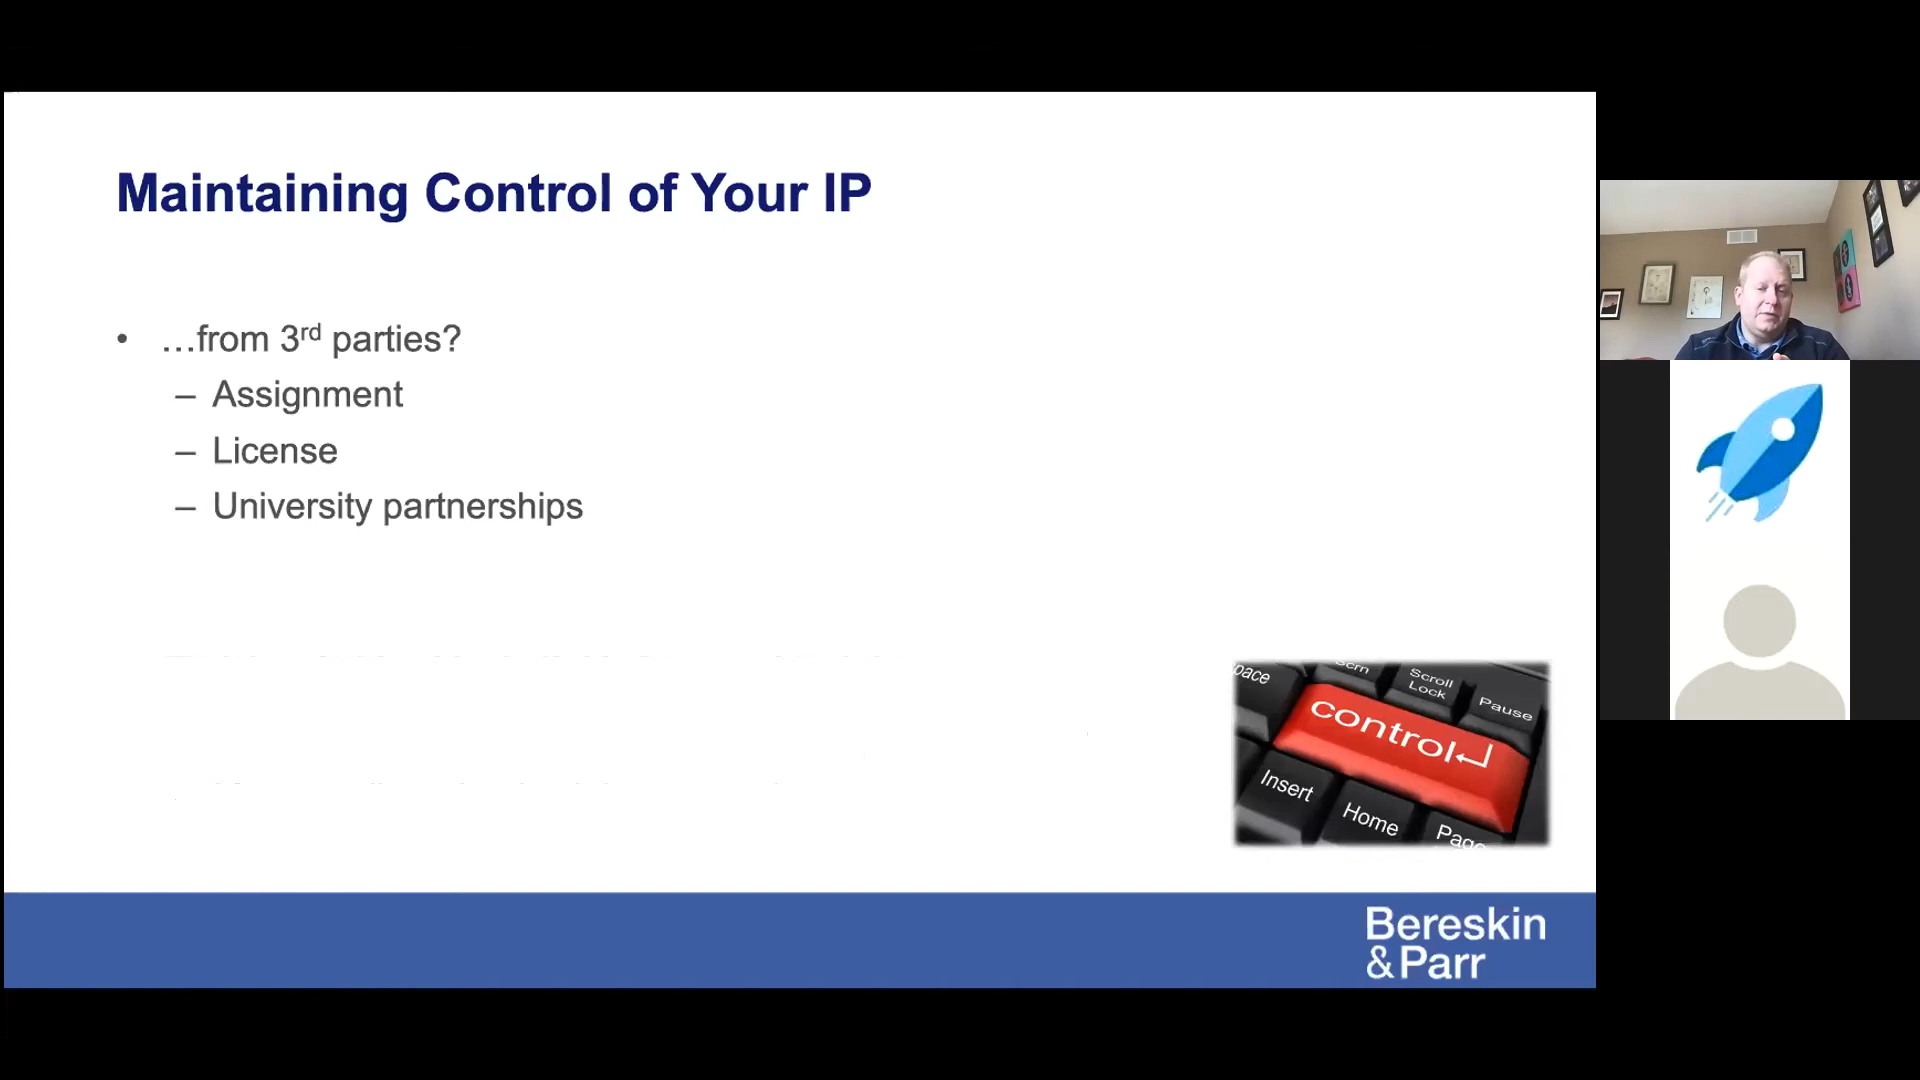 Maintaining Control of Your IP
• …from 3rd parties?
– Assignment
– License
– University partnerships
pace
Scrn
Scroll
Lock
Pause
control
Insert
Home
Page
Bereskin
& Parr